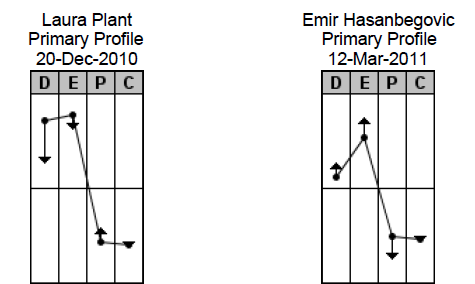 Laura Plant
Primary Profile
20-Dec-2010
D E P C
Emir Hasanbegovic
Primary Profile
12-Mar-2011
D E P C